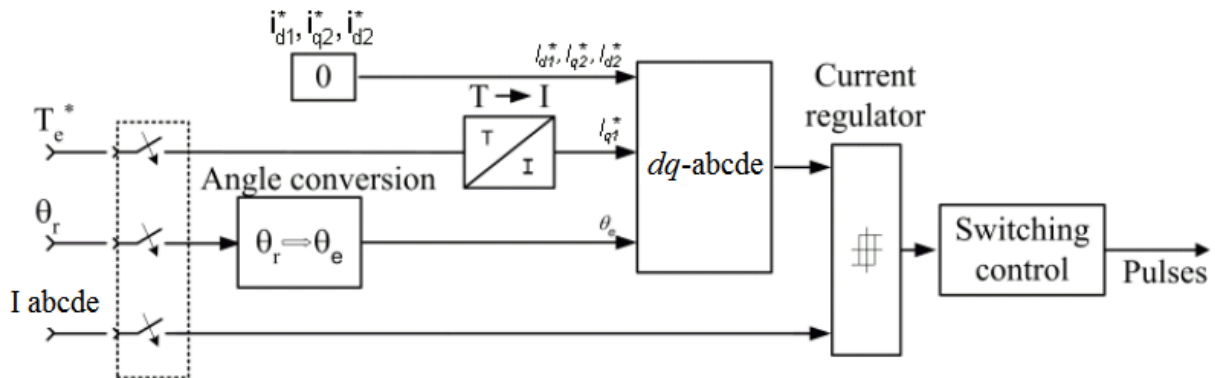 i*d1, i*q2, i*d2
0
I*d1, I*q2, I*d2
T → I
Te*
T
I
I*q1
dq-abcde
Current
regulator
Angle conversion
θr
θr ⇒ θe
θe
Switching
control
Pulses
I abcde